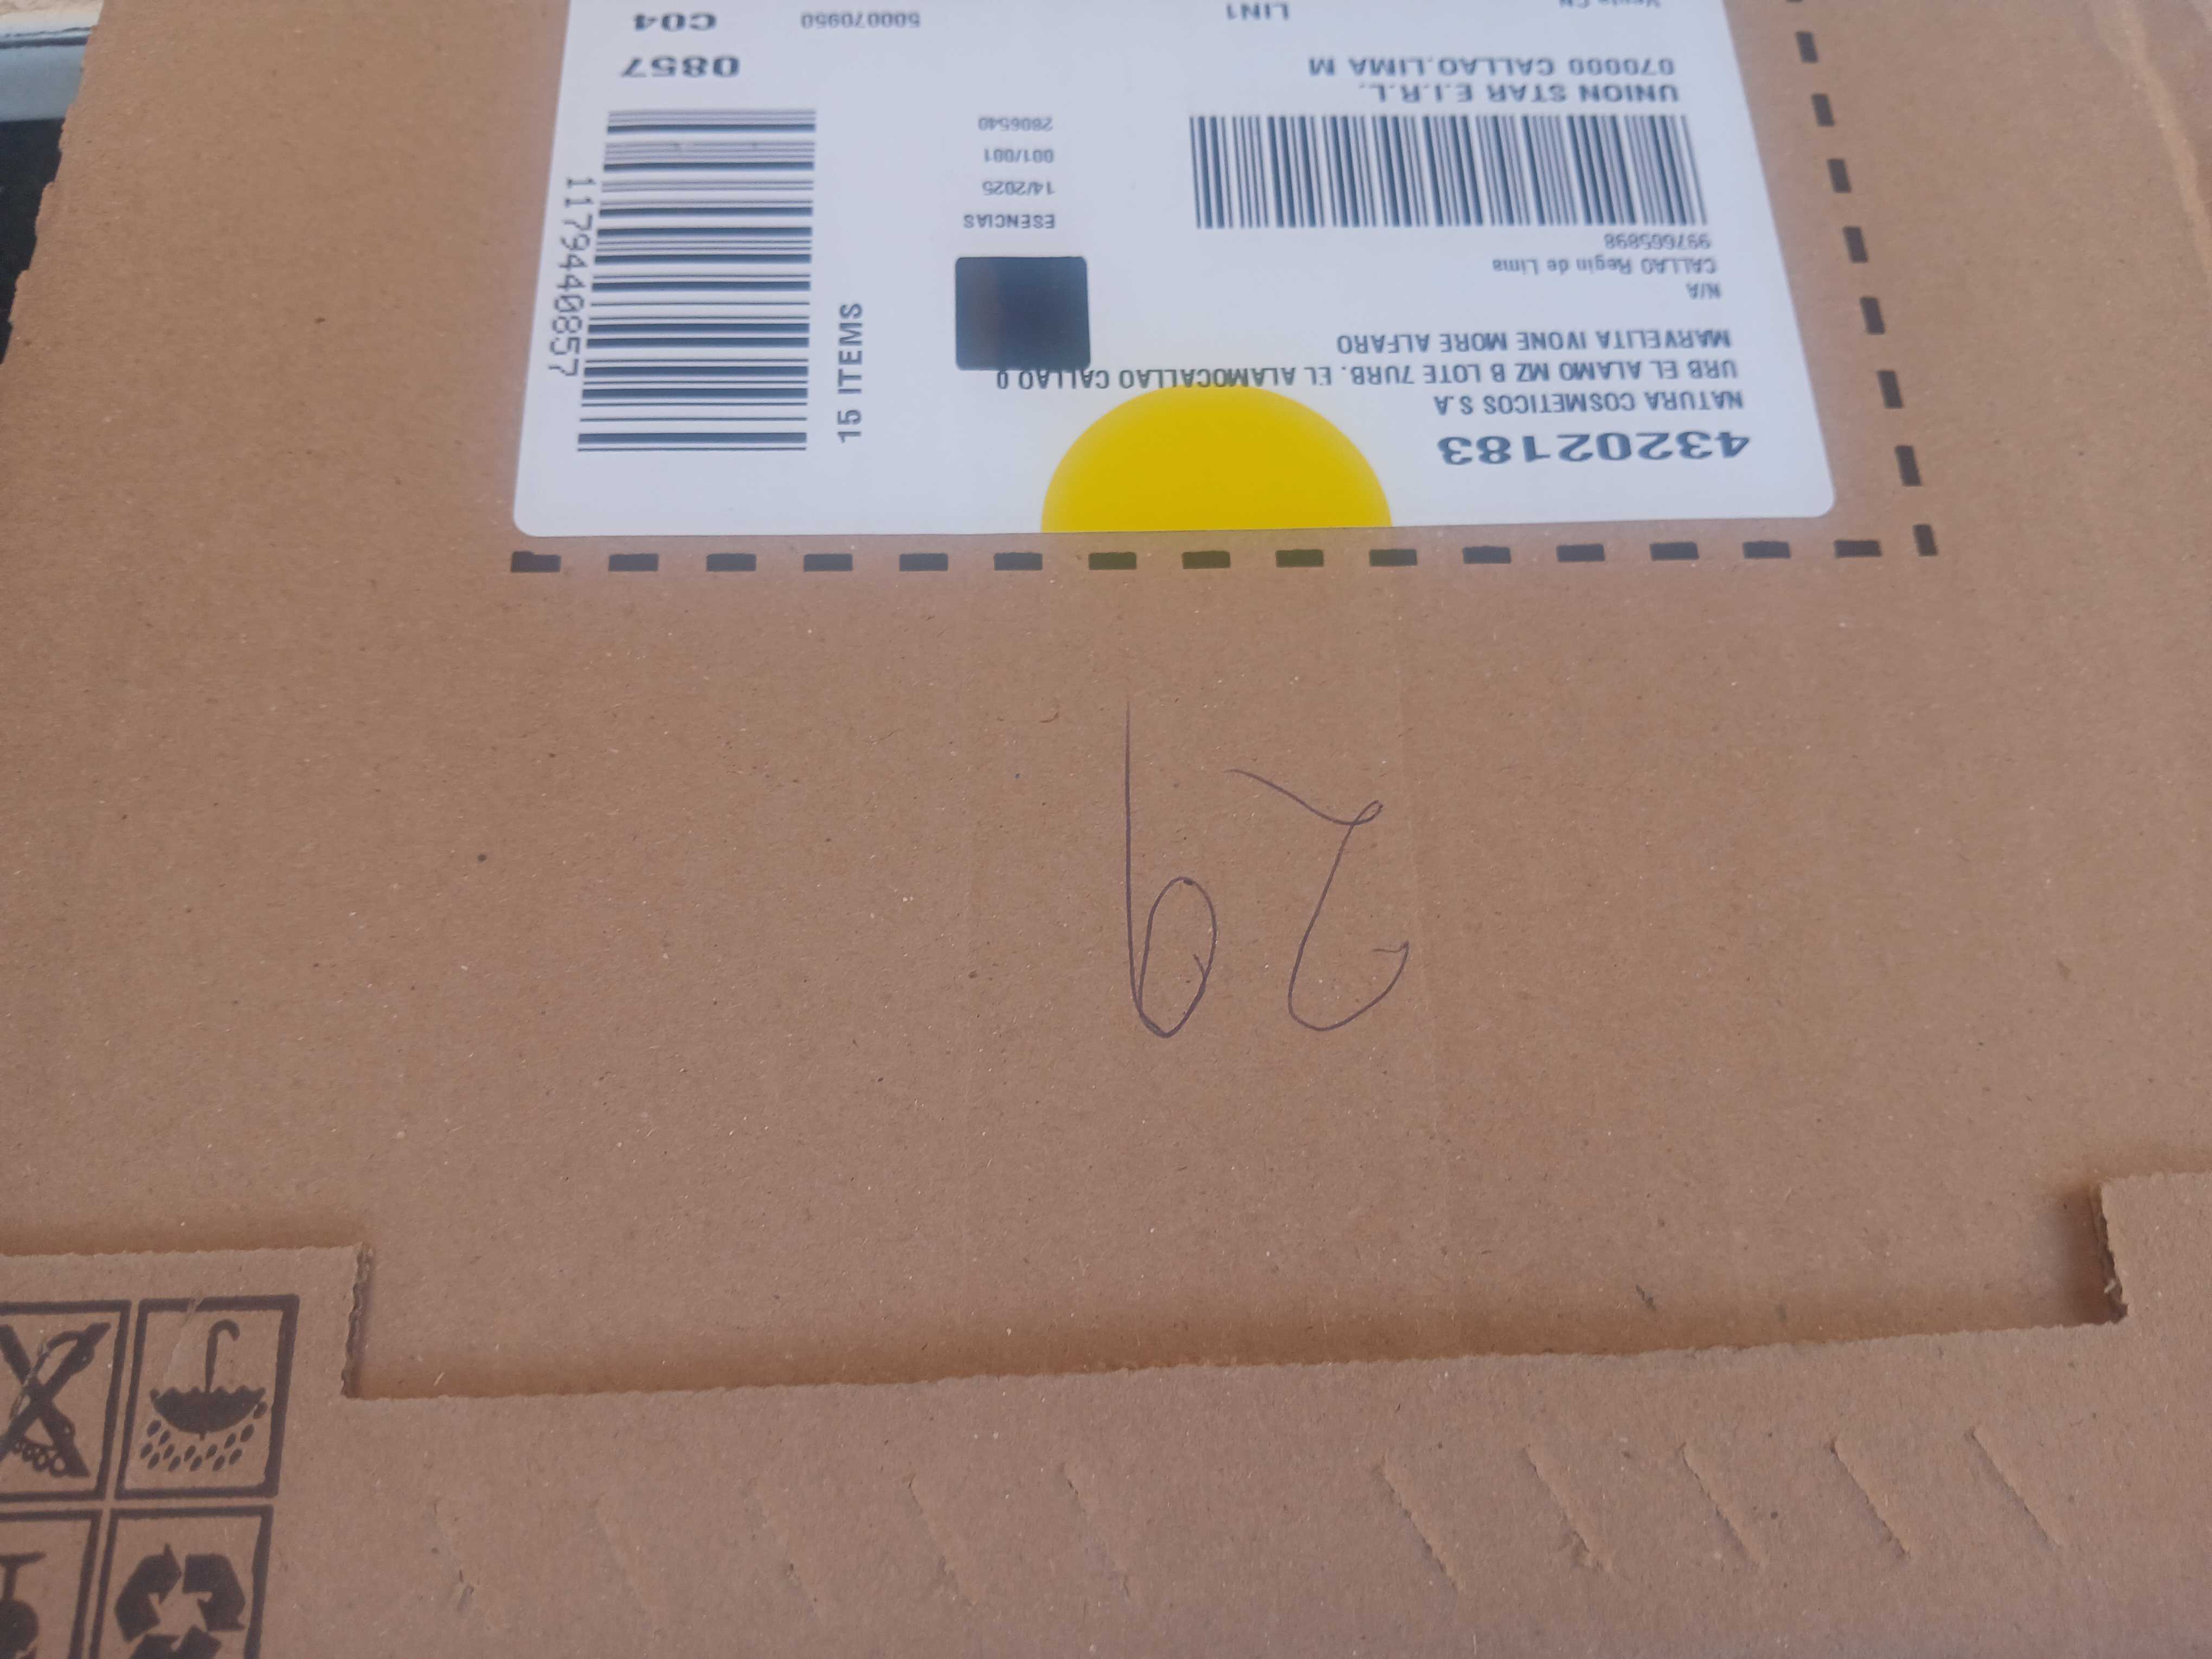 43202183
NATURA COSMETICOS S.A
URB EL ALAMO MZ B LOTE 7URB. EL ALAMOCALLAO CALLAO 0
MARVELITA IVONE MORE ALFARO
N/A
CALLAO Regin de Lima
997665898
UNION STAR E.I.R.L..
070000 CALLAO.LIMA M
LIN1
ESENCIAS
14/2025
001/001
2806540
500070950
15 ITEMS
1179440857
0857
C04
29